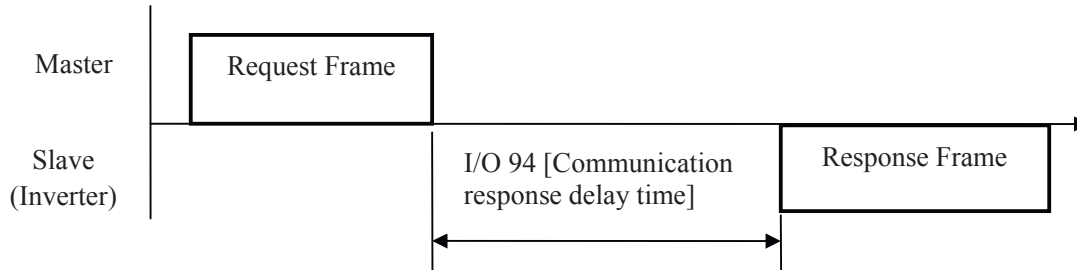 Master
Request Frame
Slave
(Inverter)
I/O 94 [Communication
response delay time]
Response Frame